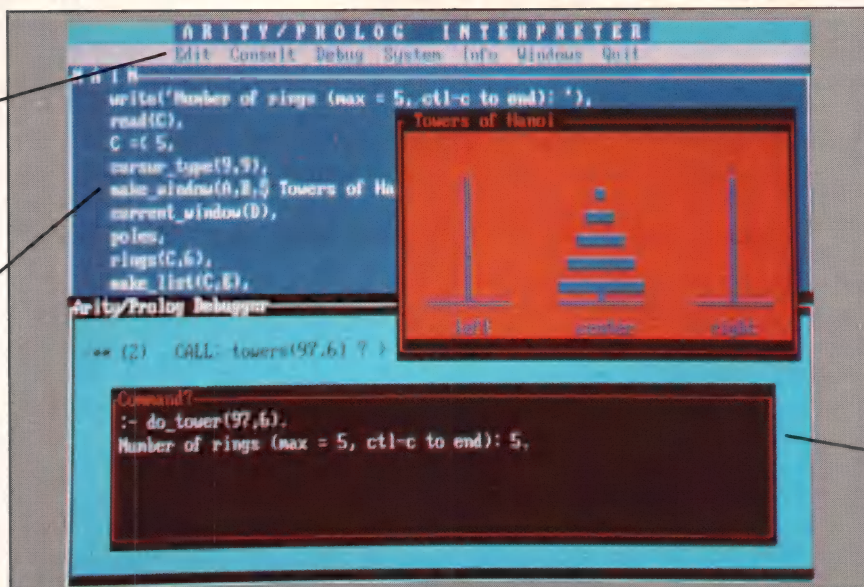 ARITY/PROLOG INTERPRETER
Edit Consult Debug System Info Windows Quit
MAIN
write('Number of rings (max = 5, ctl-c to end): '),
read(C),
C =< 5,
cursor_type(9,9),
make_window(A,B,$ Towers of Ha
current_window(D),
poles,
rings(C,6),
make_list(C,E),
Towers of Hanoi
left center right
Arity/Prolog Debugger
** (2) CALL: towers(97,6) ? >
Command?
:- do_tower(97,6).
Number of rings (max = 5, ctl-c to end): 5.